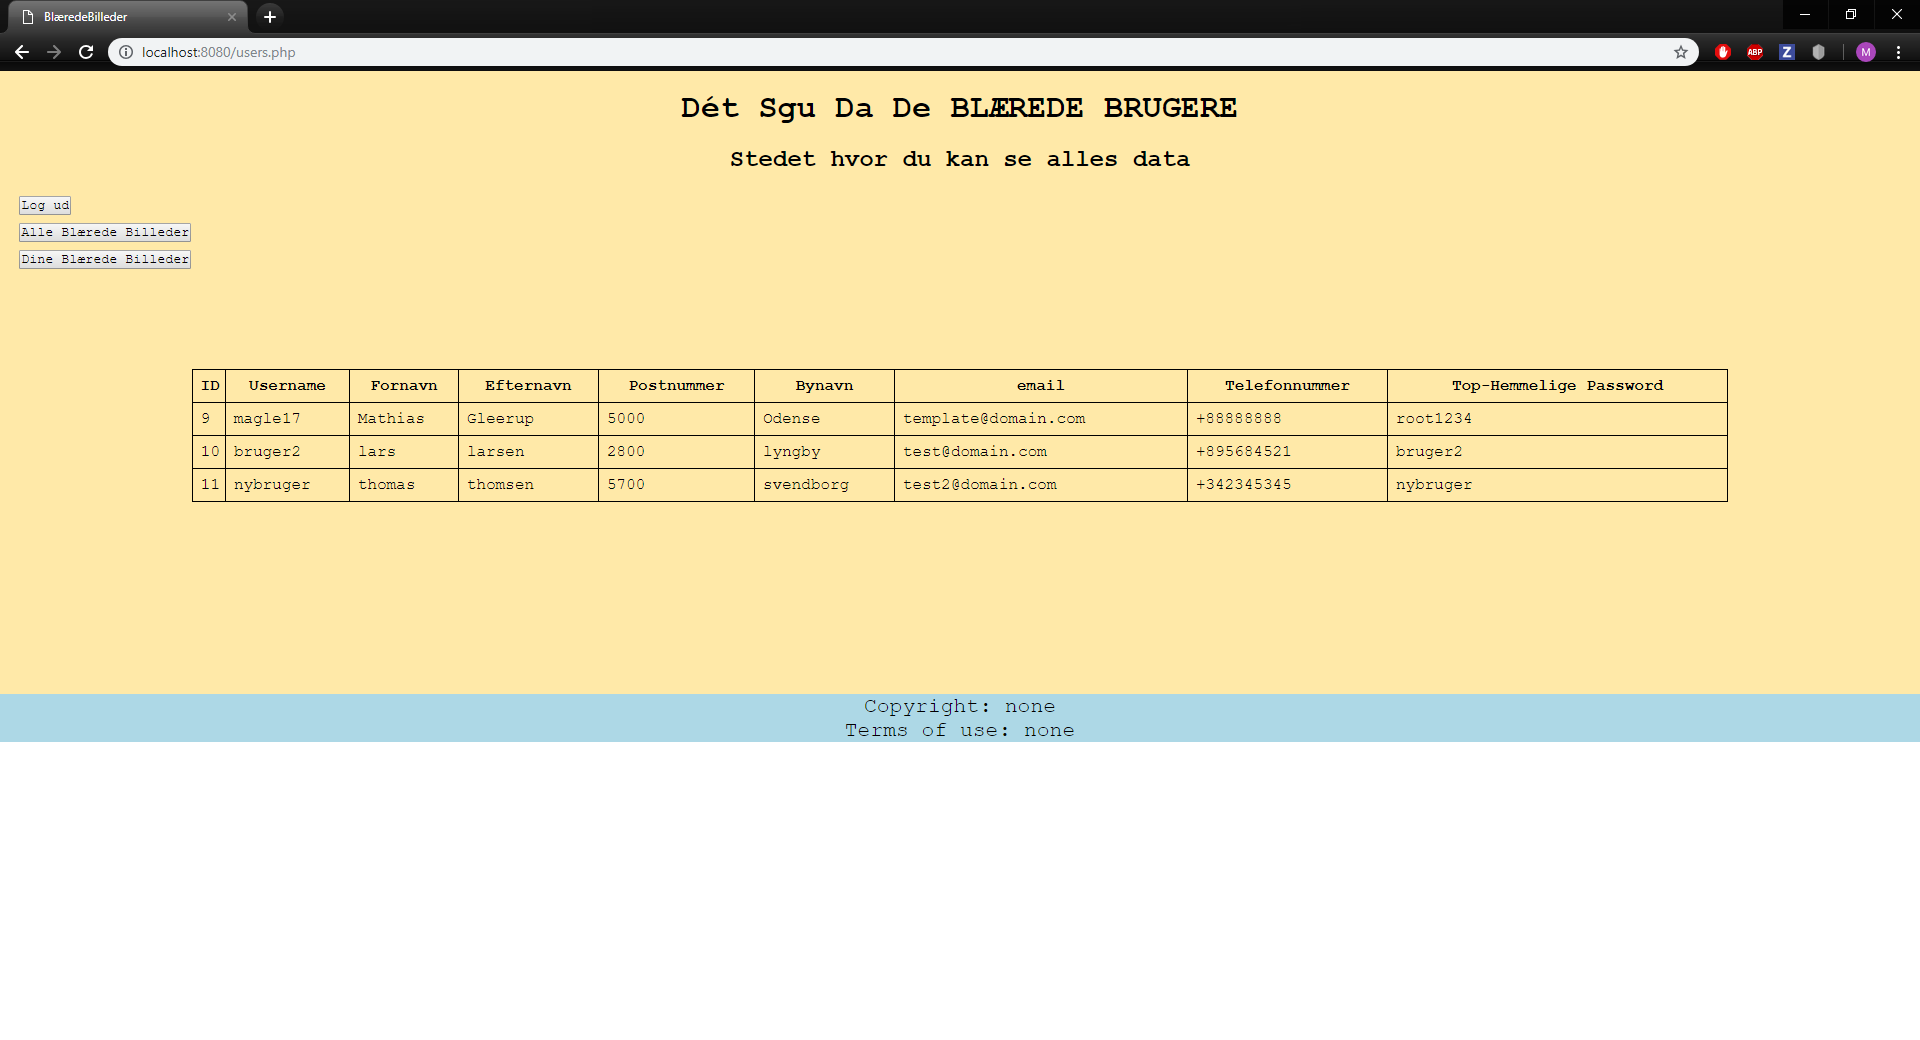 BlæredeBilleder
localhost:8080/users.php
ABP
Z
M
Dét Sgu Da De BLÆREDE BRUGERE
Stedet hvor du kan se alles data
Log ud
Alle Blærede Billeder
Dine Blærede Billeder
ID Username Fornavn Efternavn Postnummer Bynavn email Telefonnummer Top-Hemmelige Password
9 magle17 Mathias Gleerup 5000 Odense template@domain.com +88888888 root1234
10 bruger2 lars larsen 2800 lyngby test@domain.com +895684521 bruger2
11 nybruger thomas thomsen 5700 svendborg test2@domain.com +342345345 nybruger
Copyright: none
Terms of use: none